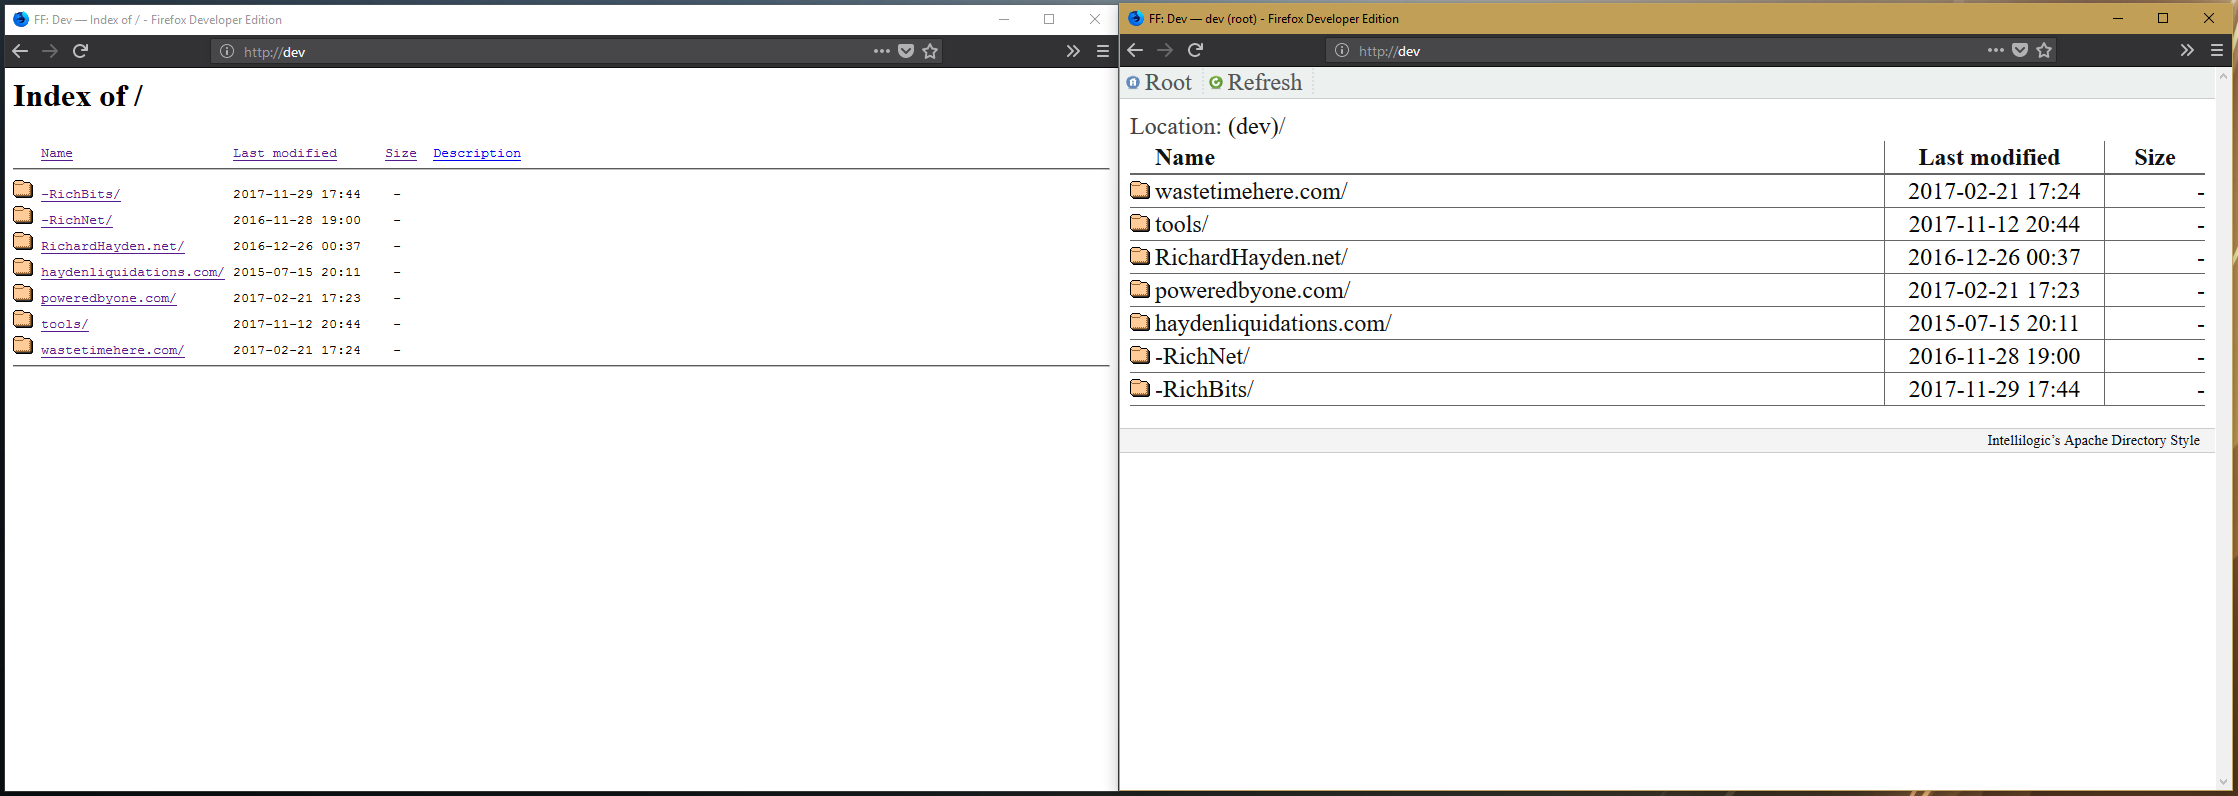 FF: Dev — Index of / - Firefox Developer Edition
http://dev
Index of /
Name Last modified Size Description
-RichBits/ 2017-11-29 17:44 -
-RichNet/ 2016-11-28 19:00 -
RichardHayden.net/ 2016-12-26 00:37 -
haydenliquidations.com/ 2015-07-15 20:11 -
poweredbyone.com/ 2017-02-21 17:23 -
tools/ 2017-11-12 20:44 -
wastetimehere.com/ 2017-02-21 17:24 -
FF: Dev — dev (root) - Firefox Developer Edition
http://dev
Root Refresh
Location: (dev)/
Name Last modified Size
wastetimehere.com/ 2017-02-21 17:24 -
tools/ 2017-11-12 20:44 -
RichardHayden.net/ 2016-12-26 00:37 -
poweredbyone.com/ 2017-02-21 17:23 -
haydenliquidations.com/ 2015-07-15 20:11 -
-RichNet/ 2016-11-28 19:00 -
-RichBits/ 2017-11-29 17:44 -
Intellilogic’s Apache Directory Style